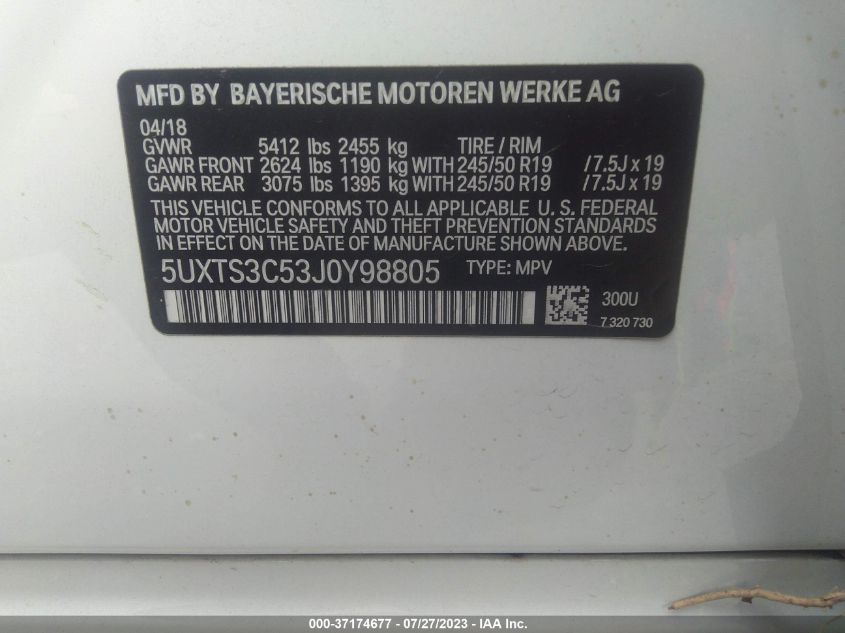 MFD BY BAYERISCHE MOTOREN WERKE AG
04/18
GVWR 5412 lbs 2455 kg TIRE / RIM
GAWR FRONT 2624 lbs 1190 kg WITH 245/50 R19 /7.5J x 19
GAWR REAR 3075 lbs 1395 kg WITH 245/50 R19 /7.5J x 19
THIS VEHICLE CONFORMS TO ALL APPLICABLE U. S. FEDERAL
MOTOR VEHICLE SAFETY AND THEFT PREVENTION STANDARDS
IN EFFECT ON THE DATE OF MANUFACTURE SHOWN ABOVE.
5UXTS3C53J0Y98805 TYPE: MPV
300U
7 320 730
000-37174677 - 07/27/2023 - IAA Inc.